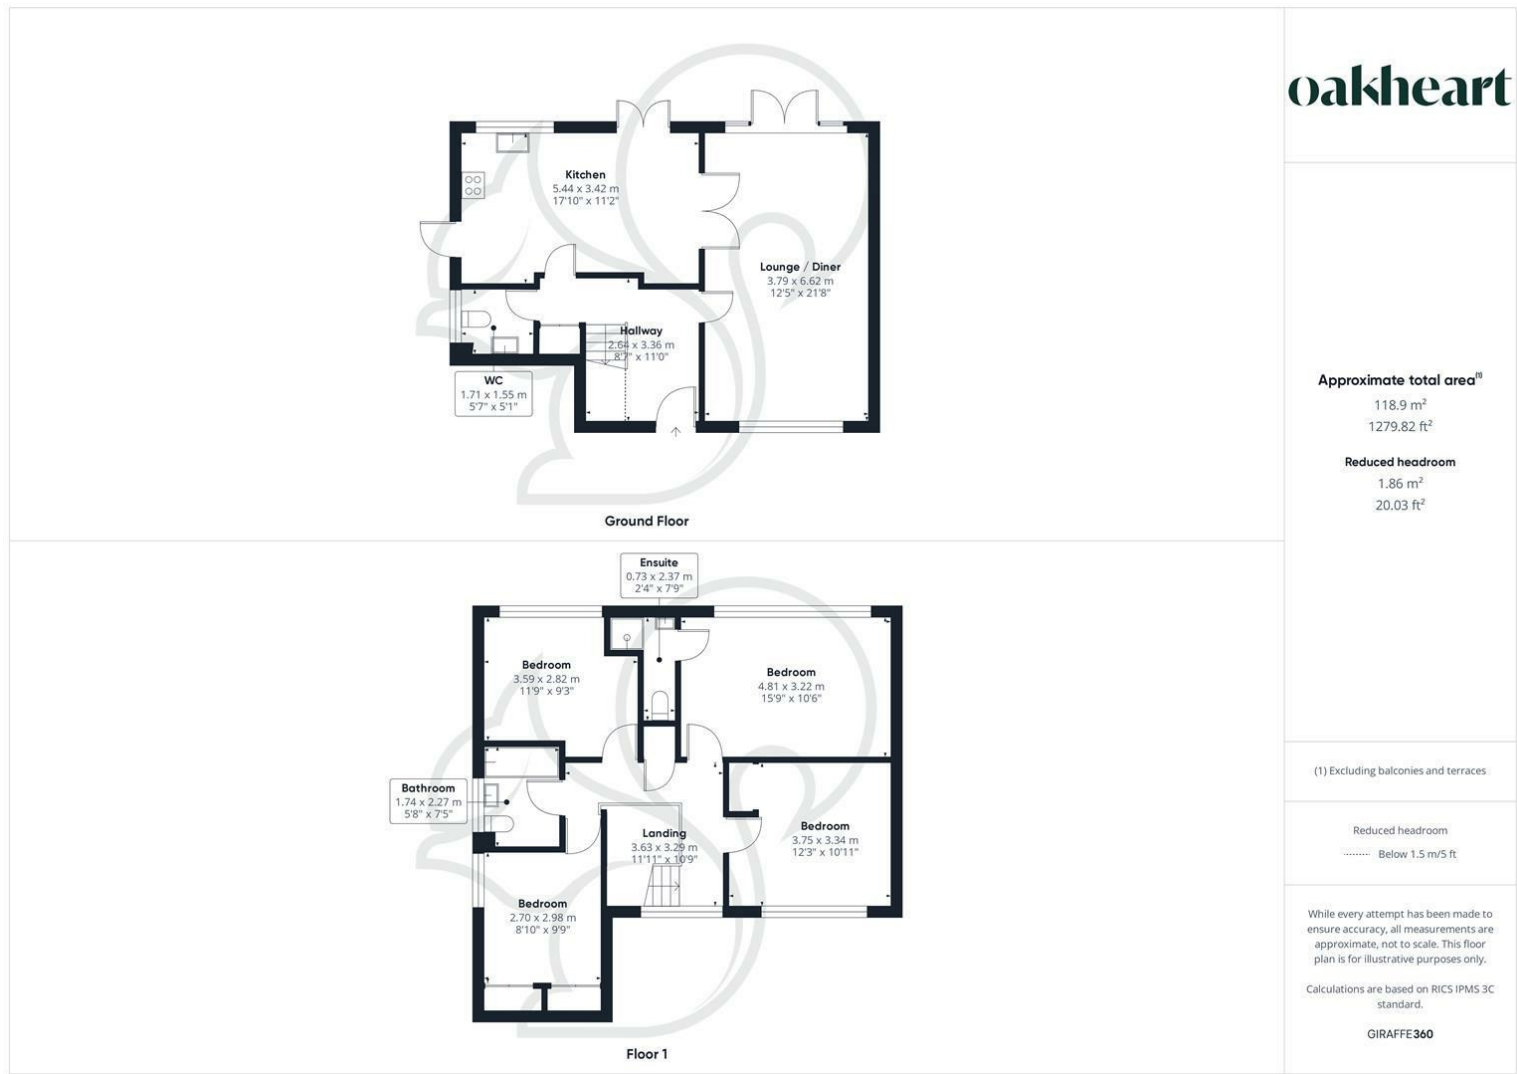 Kitchen
5.44 x 3.42 m
17'10" x 11'2"
Lounge / Diner
3.79 x 6.62 m
12'5" x 21'8"
Hallway
2.64 x 3.36 m
8'7" x 11'0"
WC
1.71 x 1.55 m
5'7" x 5'1"
Ground Floor
Ensuite
0.73 x 2.37 m
2'4" x 7'9"
Bedroom
3.59 x 2.82 m
11'9" x 9'3"
Bedroom
4.81 x 3.22 m
15'9" x 10'6"
Bathroom
1.74 x 2.27 m
5'8" x 7'5"
Landing
3.63 x 3.29 m
11'11" x 10'9"
Bedroom
3.75 x 3.34 m
12'3" x 10'11"
Bedroom
2.70 x 2.98 m
8'10" x 9'9"
Floor 1
oakheart
Approximate total area(1)
118.9 m²
1279.82 ft²
Reduced headroom
1.86 m²
20.03 ft²
(1) Excluding balconies and terraces
Reduced headroom
Below 1.5 m/5 ft
While every attempt has been made to
ensure accuracy, all measurements are
approximate, not to scale. This floor
plan is for illustrative purposes only.
Calculations are based on RICS IPMS 3C
standard.
GIRAFFE360